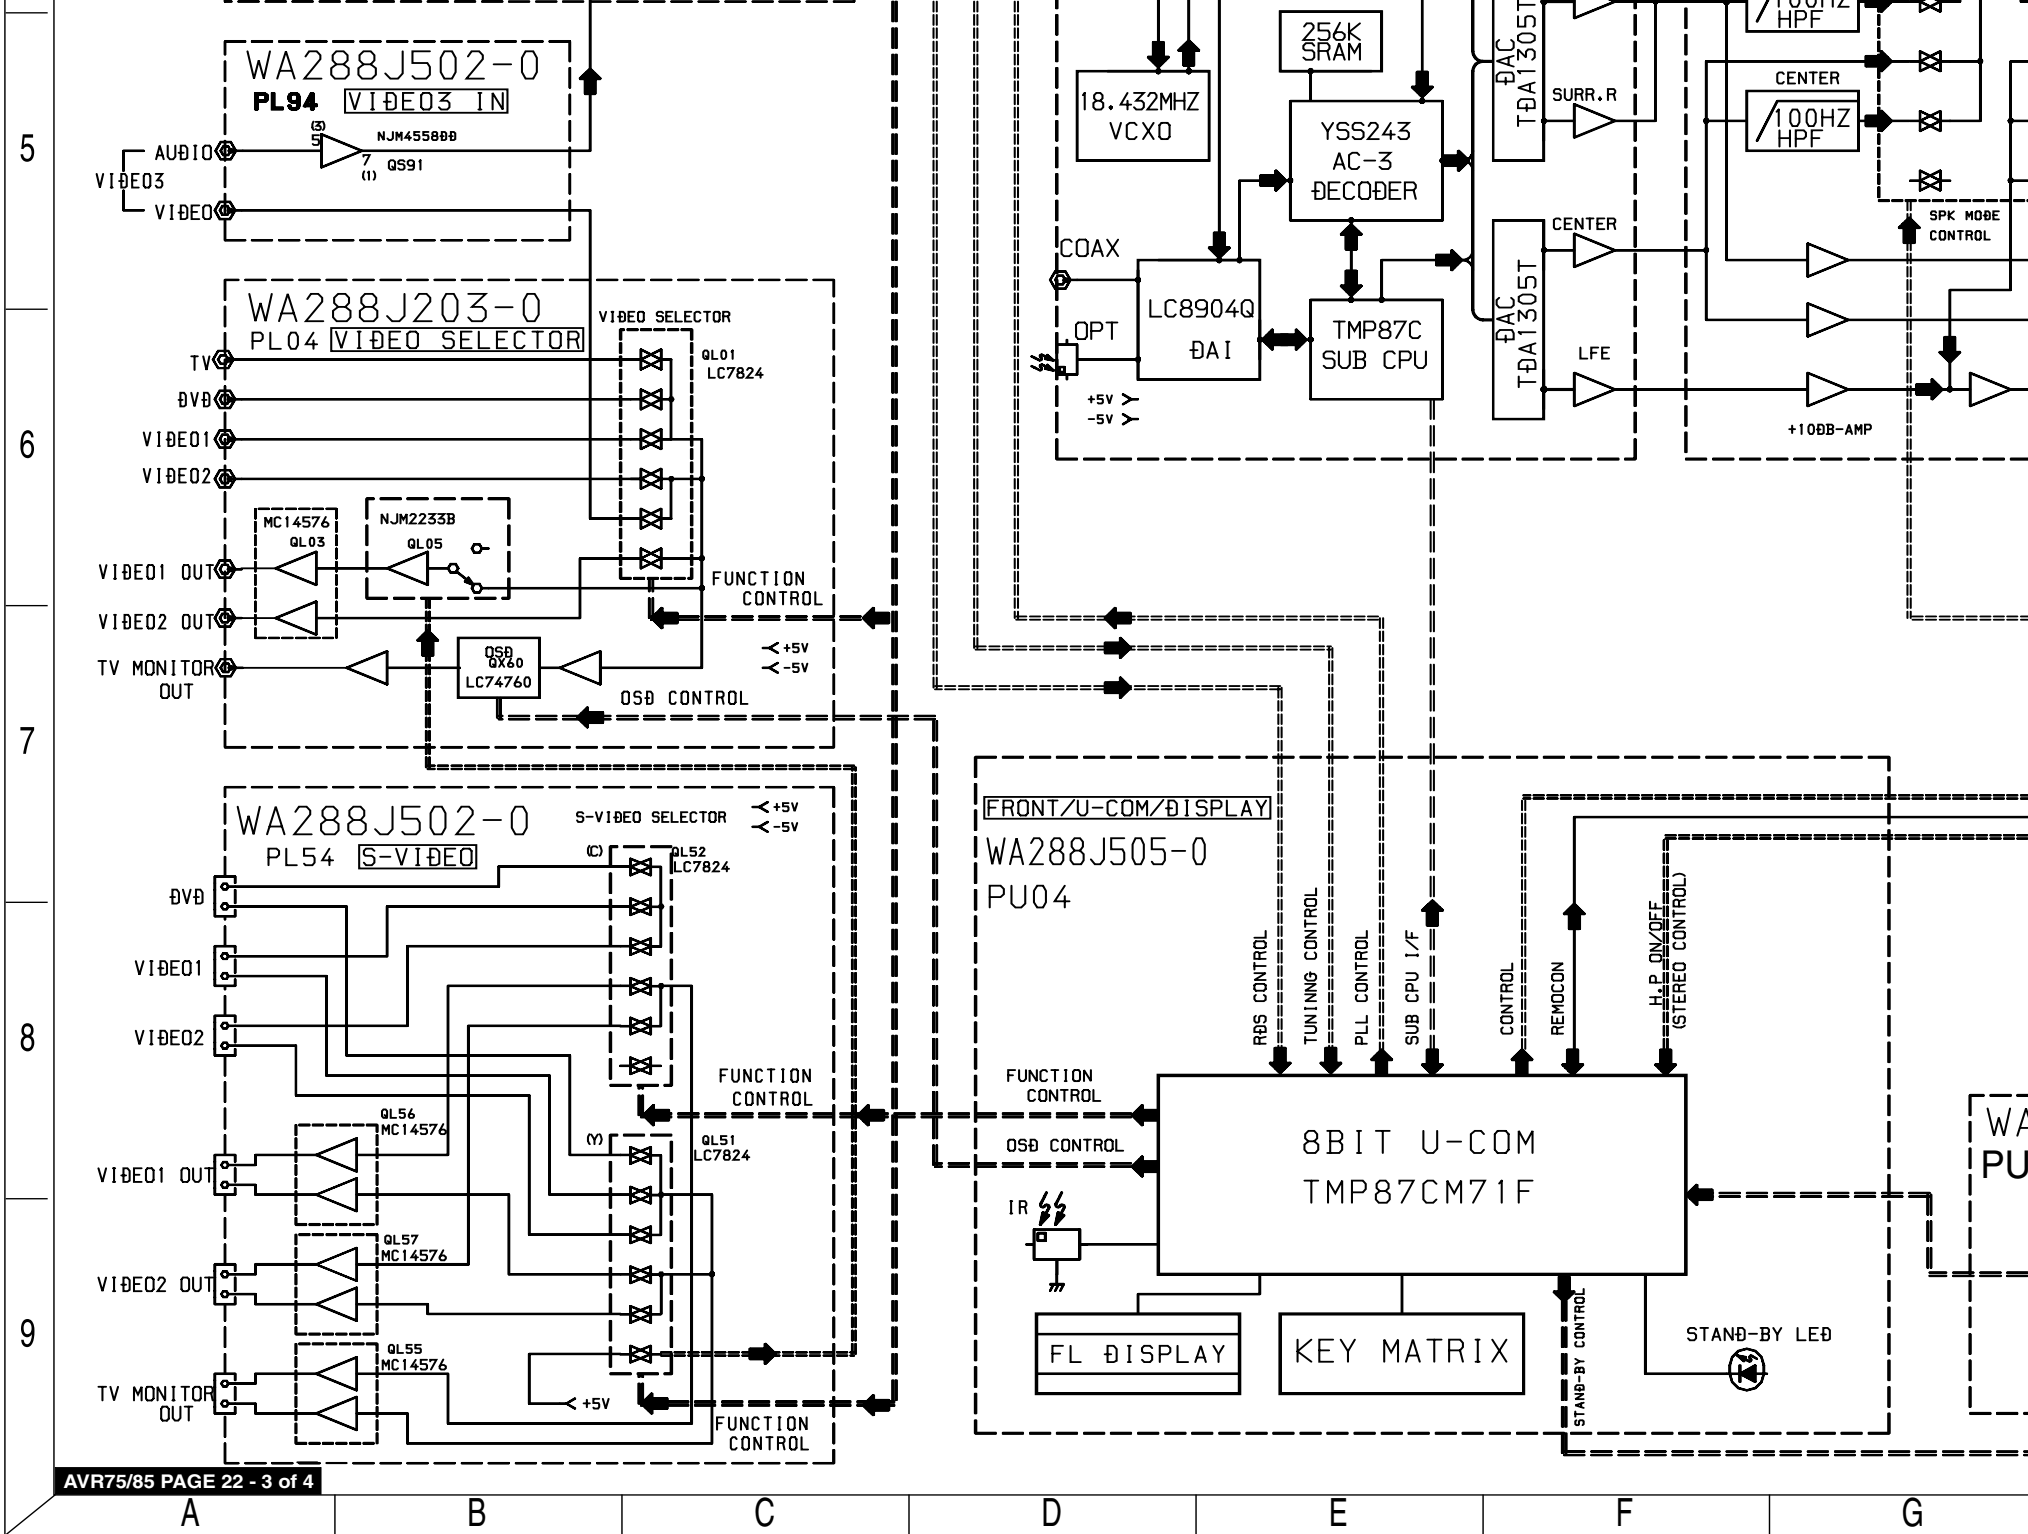 WA288J502-0
PL94 VIDEO3 IN
(3)
5
NJM4558DD
7
(1)
QS91
AUDIO
VIDEO3
VIDEO
5
WA288J203-0
PL04 VIDEO SELECTOR
VIDEO SELECTOR
QL01
LC7824
TV
DVD
VIDEO1
VIDEO2
6
MC14576
QL03
NJM2233B
QL05
VIDEO1 OUT
VIDEO2 OUT
TV MONITOR
OUT
FUNCTION
CONTROL
+5V
-5V
OSD
QX60
LC74760
OSD CONTROL
7
WA288J502-0
PL54 S-VIDEO
S-VIDEO SELECTOR
+5V
-5V
(C)
QL52
LC7824
DVD
VIDEO1
VIDEO2
8
FUNCTION
CONTROL
QL56
MC14576
(Y)
QL51
LC7824
VIDEO1 OUT
QL57
MC14576
VIDEO2 OUT
9
QL55
MC14576
TV MONITOR
OUT
+5V
FUNCTION
CONTROL
256K
SRAM
18.432MHZ
VCXO
YSS243
AC-3
DECODER
DAC
TDA1305T
SURR.R
100HZ
HPF
CENTER
100HZ
HPF
SPK MODE
CONTROL
COAX
OPT
LC8904Q
DAI
TMP87C
SUB CPU
+5V
-5V
DAC
TDA1305T
CENTER
LFE
+10DB-AMP
FRONT/U-COM/DISPLAY
WA288J505-0
PU04
RDS CONTROL
TUNINNG CONTROL
PLL CONTROL
SUB CPU I/F
CONTROL
REMOCON
H.P ON/OFF
(STEREO CONTROL)
FUNCTION
CONTROL
OSD CONTROL
8BIT U-COM
TMP87CM71F
IR
FL DISPLAY
KEY MATRIX
STAND-BY CONTROL
STAND-BY LED
WA
PU
AVR75/85 PAGE 22 - 3 of 4
A B C D E F G